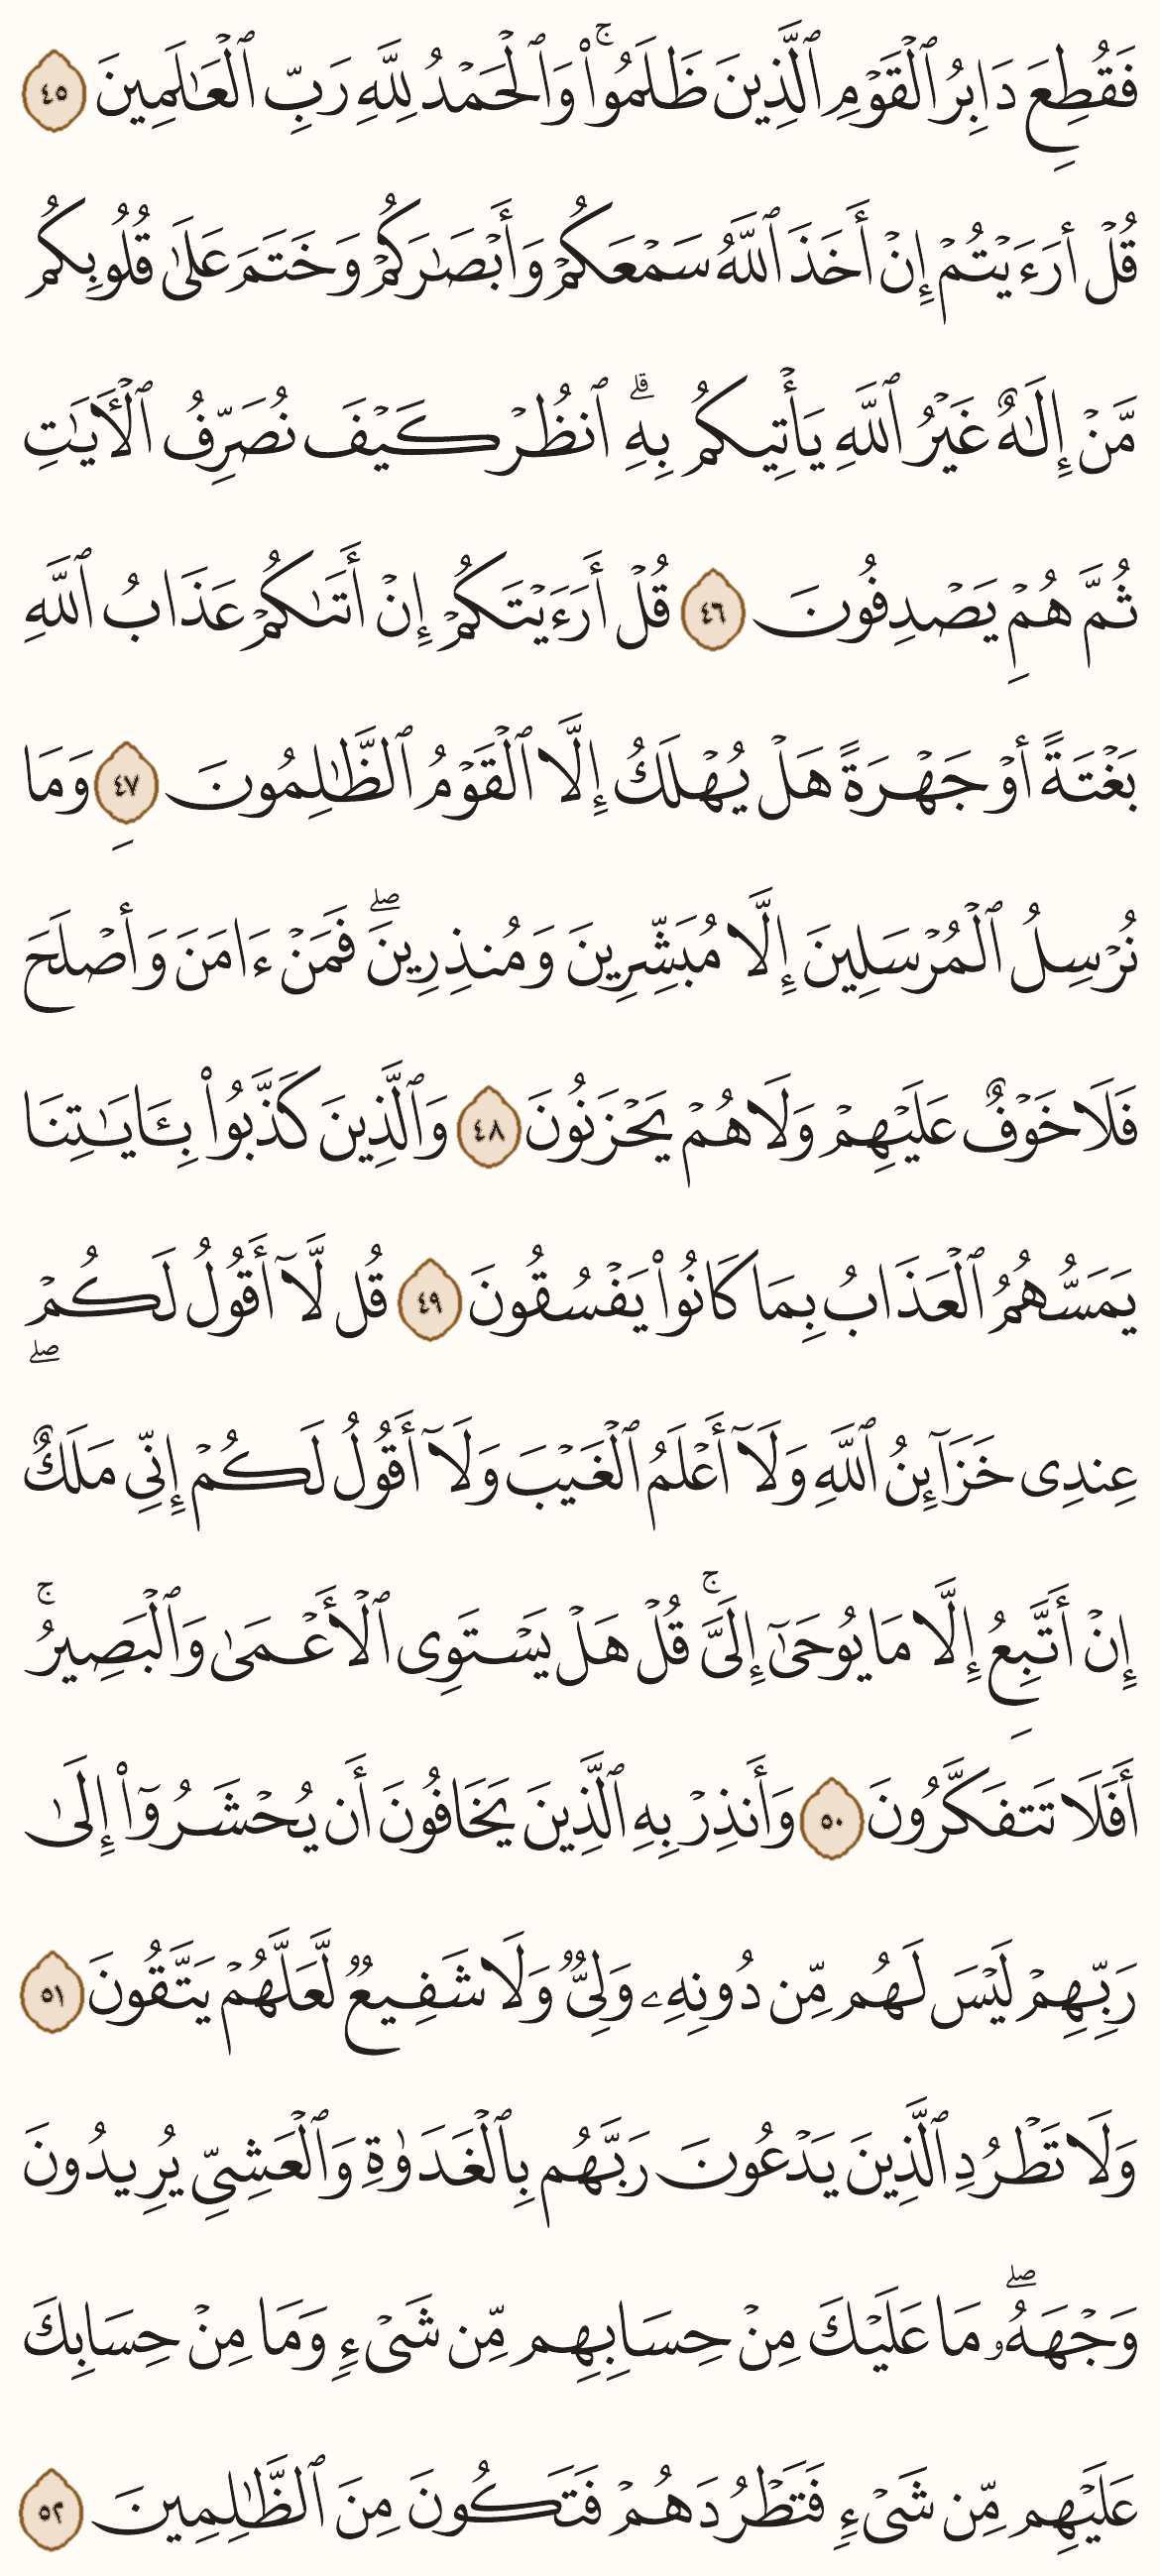 فَقُطِعَ دَابِرُ ٱلْقَوْمِ ٱلَّذِينَ ظَلَمُوا۟ ۚ وَٱلْحَمْدُ لِلَّهِ رَبِّ ٱلْعَـٰلَمِينَ ٤٥
قُلْ أَرَءَيْتُمْ إِنْ أَخَذَ ٱللَّهُ سَمْعَكُمْ وَأَبْصَـٰرَكُمْ وَخَتَمَ عَلَىٰ قُلُوبِكُم
مَّنْ إِلَـٰهٌ غَيْرُ ٱللَّهِ يَأْتِيكُم بِهِ ۗ ٱنظُرْ كَيْفَ نُصَرِّفُ ٱلْـَٔايَـٰتِ
ثُمَّ هُمْ يَصْدِفُونَ ٤٦ قُلْ أَرَءَيْتَكُمْ إِنْ أَتَىٰكُمْ عَذَابُ ٱللَّهِ
بَغْتَةً أَوْ جَهْرَةً هَلْ يُهْلَكُ إِلَّا ٱلْقَوْمُ ٱلظَّـٰلِمُونَ ٤٧ وَمَا
نُرْسِلُ ٱلْمُرْسَلِينَ إِلَّا مُبَشِّرِينَ وَمُنذِرِينَ ۖ فَمَنْ ءَامَنَ وَأَصْلَحَ
فَلَا خَوْفٌ عَلَيْهِمْ وَلَا هُمْ يَحْزَنُونَ ٤٨ وَٱلَّذِينَ كَذَّبُوا۟ بِـَٔايَـٰتِنَا
يَمَسُّهُمُ ٱلْعَذَابُ بِمَا كَانُوا۟ يَفْسُقُونَ ٤٩ قُل لَّآ أَقُولُ لَكُمْ
عِندِى خَزَآئِنُ ٱللَّهِ وَلَآ أَعْلَمُ ٱلْغَيْبَ وَلَآ أَقُولُ لَكُمْ إِنِّى مَلَكٌ ۖ
إِنْ أَتَّبِعُ إِلَّا مَا يُوحَىٰٓ إِلَىَّ ۚ قُلْ هَلْ يَسْتَوِى ٱلْأَعْمَىٰ وَٱلْبَصِيرُ ۚ
أَفَلَا تَتَفَكَّرُونَ ٥٠ وَأَنذِرْ بِهِ ٱلَّذِينَ يَخَافُونَ أَن يُحْشَرُوٓا۟ إِلَىٰ
رَبِّهِمْ لَيْسَ لَهُم مِّن دُونِهِۦ وَلِىٌّ وَلَا شَفِيعٌ لَّعَلَّهُمْ يَتَّقُونَ ٥١
وَلَا تَطْرُدِ ٱلَّذِينَ يَدْعُونَ رَبَّهُم بِٱلْغَدَوٰةِ وَٱلْعَشِىِّ يُرِيدُونَ
وَجْهَهُۥ ۖ مَا عَلَيْكَ مِنْ حِسَابِهِم مِّن شَىْءٍ وَمَا مِنْ حِسَابِكَ
عَلَيْهِم مِّن شَىْءٍ فَتَطْرُدَهُمْ فَتَكُونَ مِنَ ٱلظَّـٰلِمِينَ ٥٢